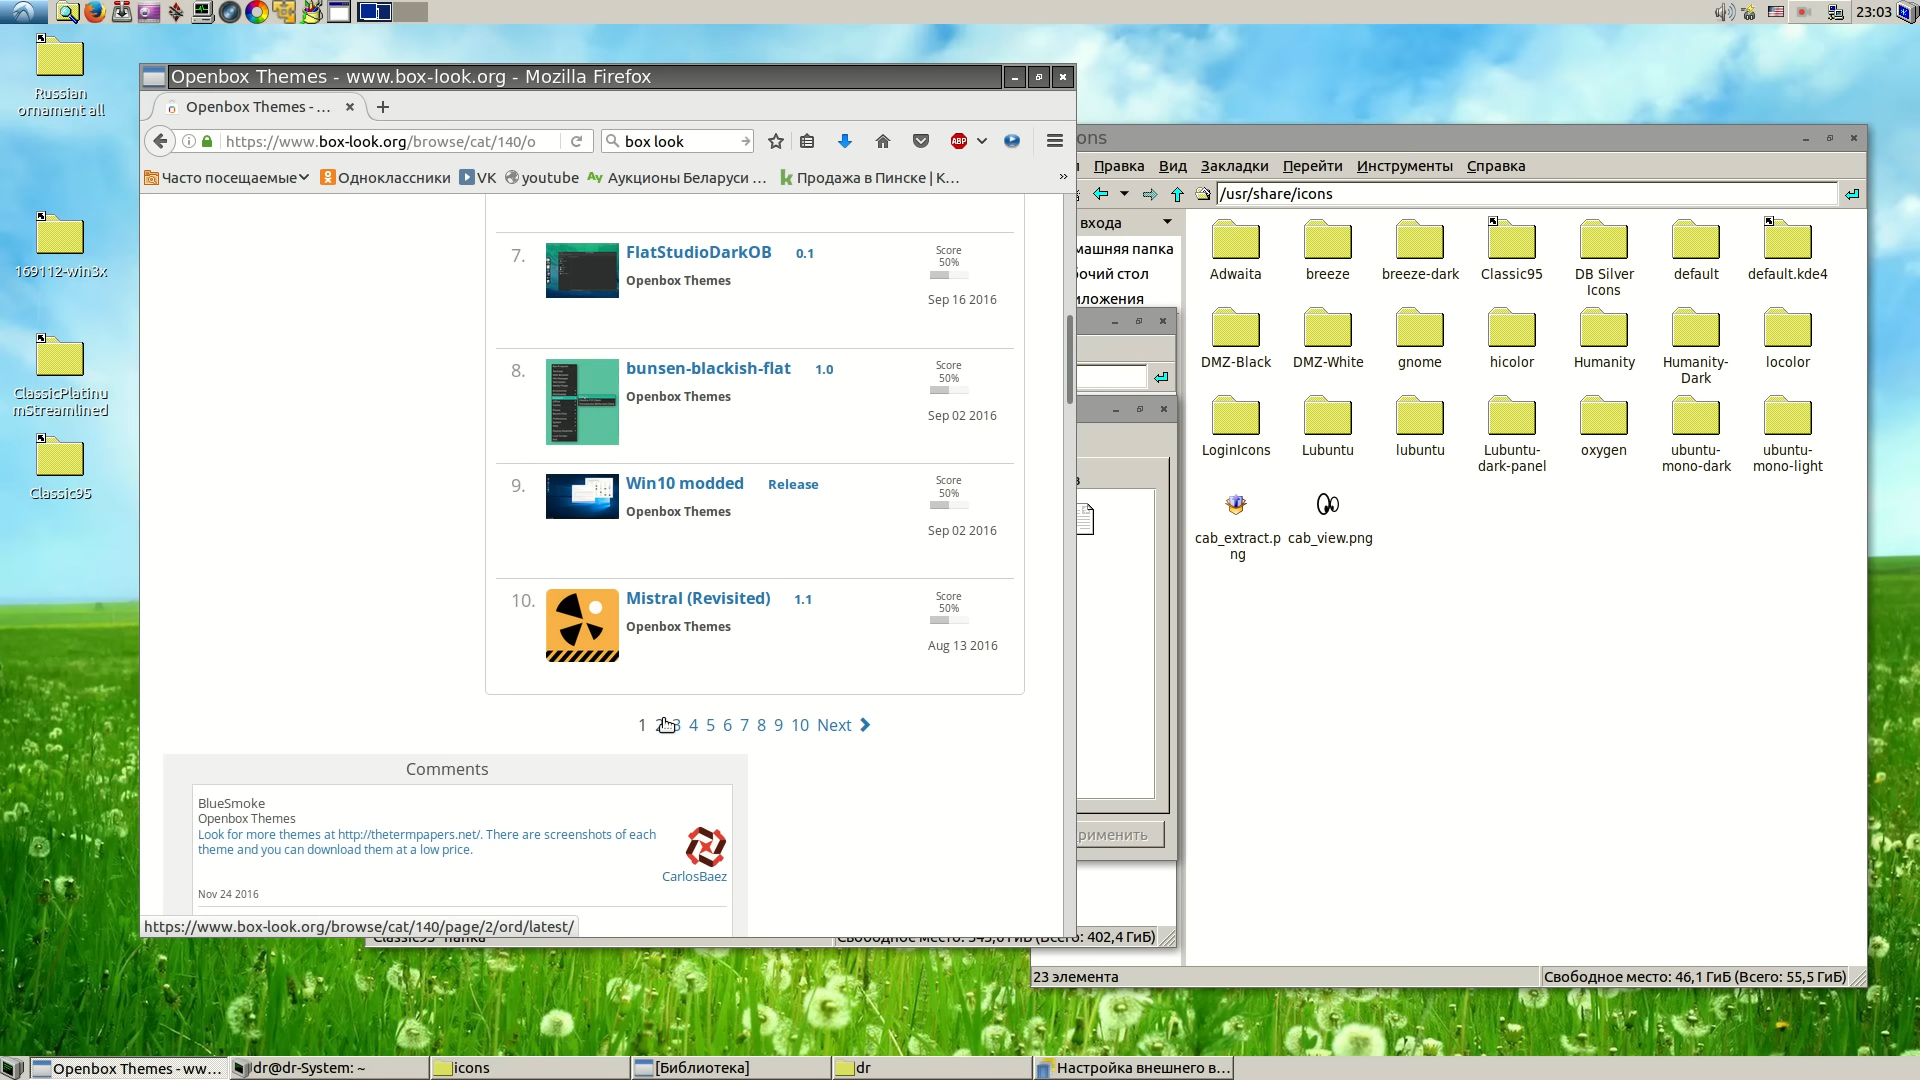 23:03
Russian
ornament all
169112-win3x
ClassicPlatinu
mStreamlined
Classic95
Openbox Themes - www.box-look.org - Mozilla Firefox
Openbox Themes - ...
https://www.box-look.org/browse/cat/140/o
box look
ABP
Часто посещаемые
Одноклассники
VK
youtube
Ay Аукционы Беларуси ...
Продажа в Пинске | К...
»
7.
FlatStudioDarkOB 0.1
Openbox Themes
Score
50%
Sep 16 2016
8.
bunsen-blackish-flat 1.0
Openbox Themes
Score
50%
Sep 02 2016
9.
Win10 modded Release
Openbox Themes
Score
50%
Sep 02 2016
10.
Mistral (Revisited) 1.1
Openbox Themes
Score
50%
Aug 13 2016
1 2 3 4 5 6 7 8 9 10 Next
Comments
BlueSmoke
Openbox Themes
Look for more themes at http://thetermpapers.net/. There are screenshots of each
theme and you can download them at a low price.
CarlosBaez
Nov 24 2016
https://www.box-look.org/browse/cat/140/page/2/ord/latest/
ons
Правка Вид Закладки Перейти Инструменты Справка
/usr/share/icons
входа
машняя папка
бочий стол
иложения
Adwaita
breeze
breeze-dark
Classic95
DB Silver
Icons
default
default.kde4
DMZ-Black
DMZ-White
gnome
hicolor
Humanity
Humanity-
Dark
locolor
LoginIcons
Lubuntu
lubuntu
Lubuntu-
dark-panel
oxygen
ubuntu-
mono-dark
ubuntu-
mono-light
cab_extract.p
ng
cab_view.png
рименить
(Всего: 402,4 ГиБ)
23 элемента
Свободное место: 46,1 ГиБ (Всего: 55,5 ГиБ)
Openbox Themes - ww...
dr@dr-System: ~
icons
[Библиотека]
dr
Настройка внешнего в...